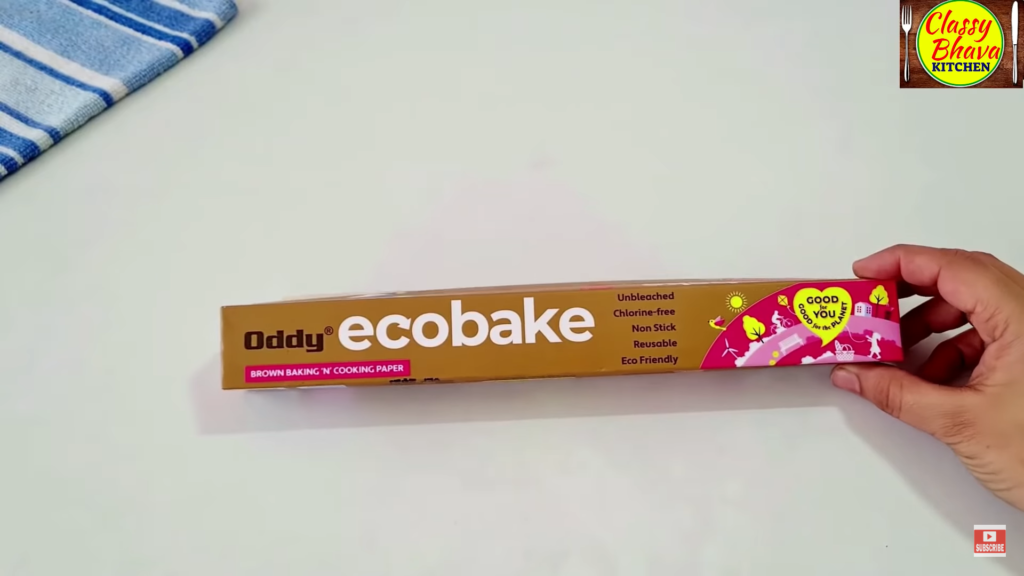 Classy
Bhava
KITCHEN
Oddy® ecobake
BROWN BAKING 'N' COOKING PAPER
Unbleached
Chlorine-free
Non Stick
Reusable
Eco Friendly
GOOD
for
YOU
GOOD for the PLANET
SUBSCRIBE